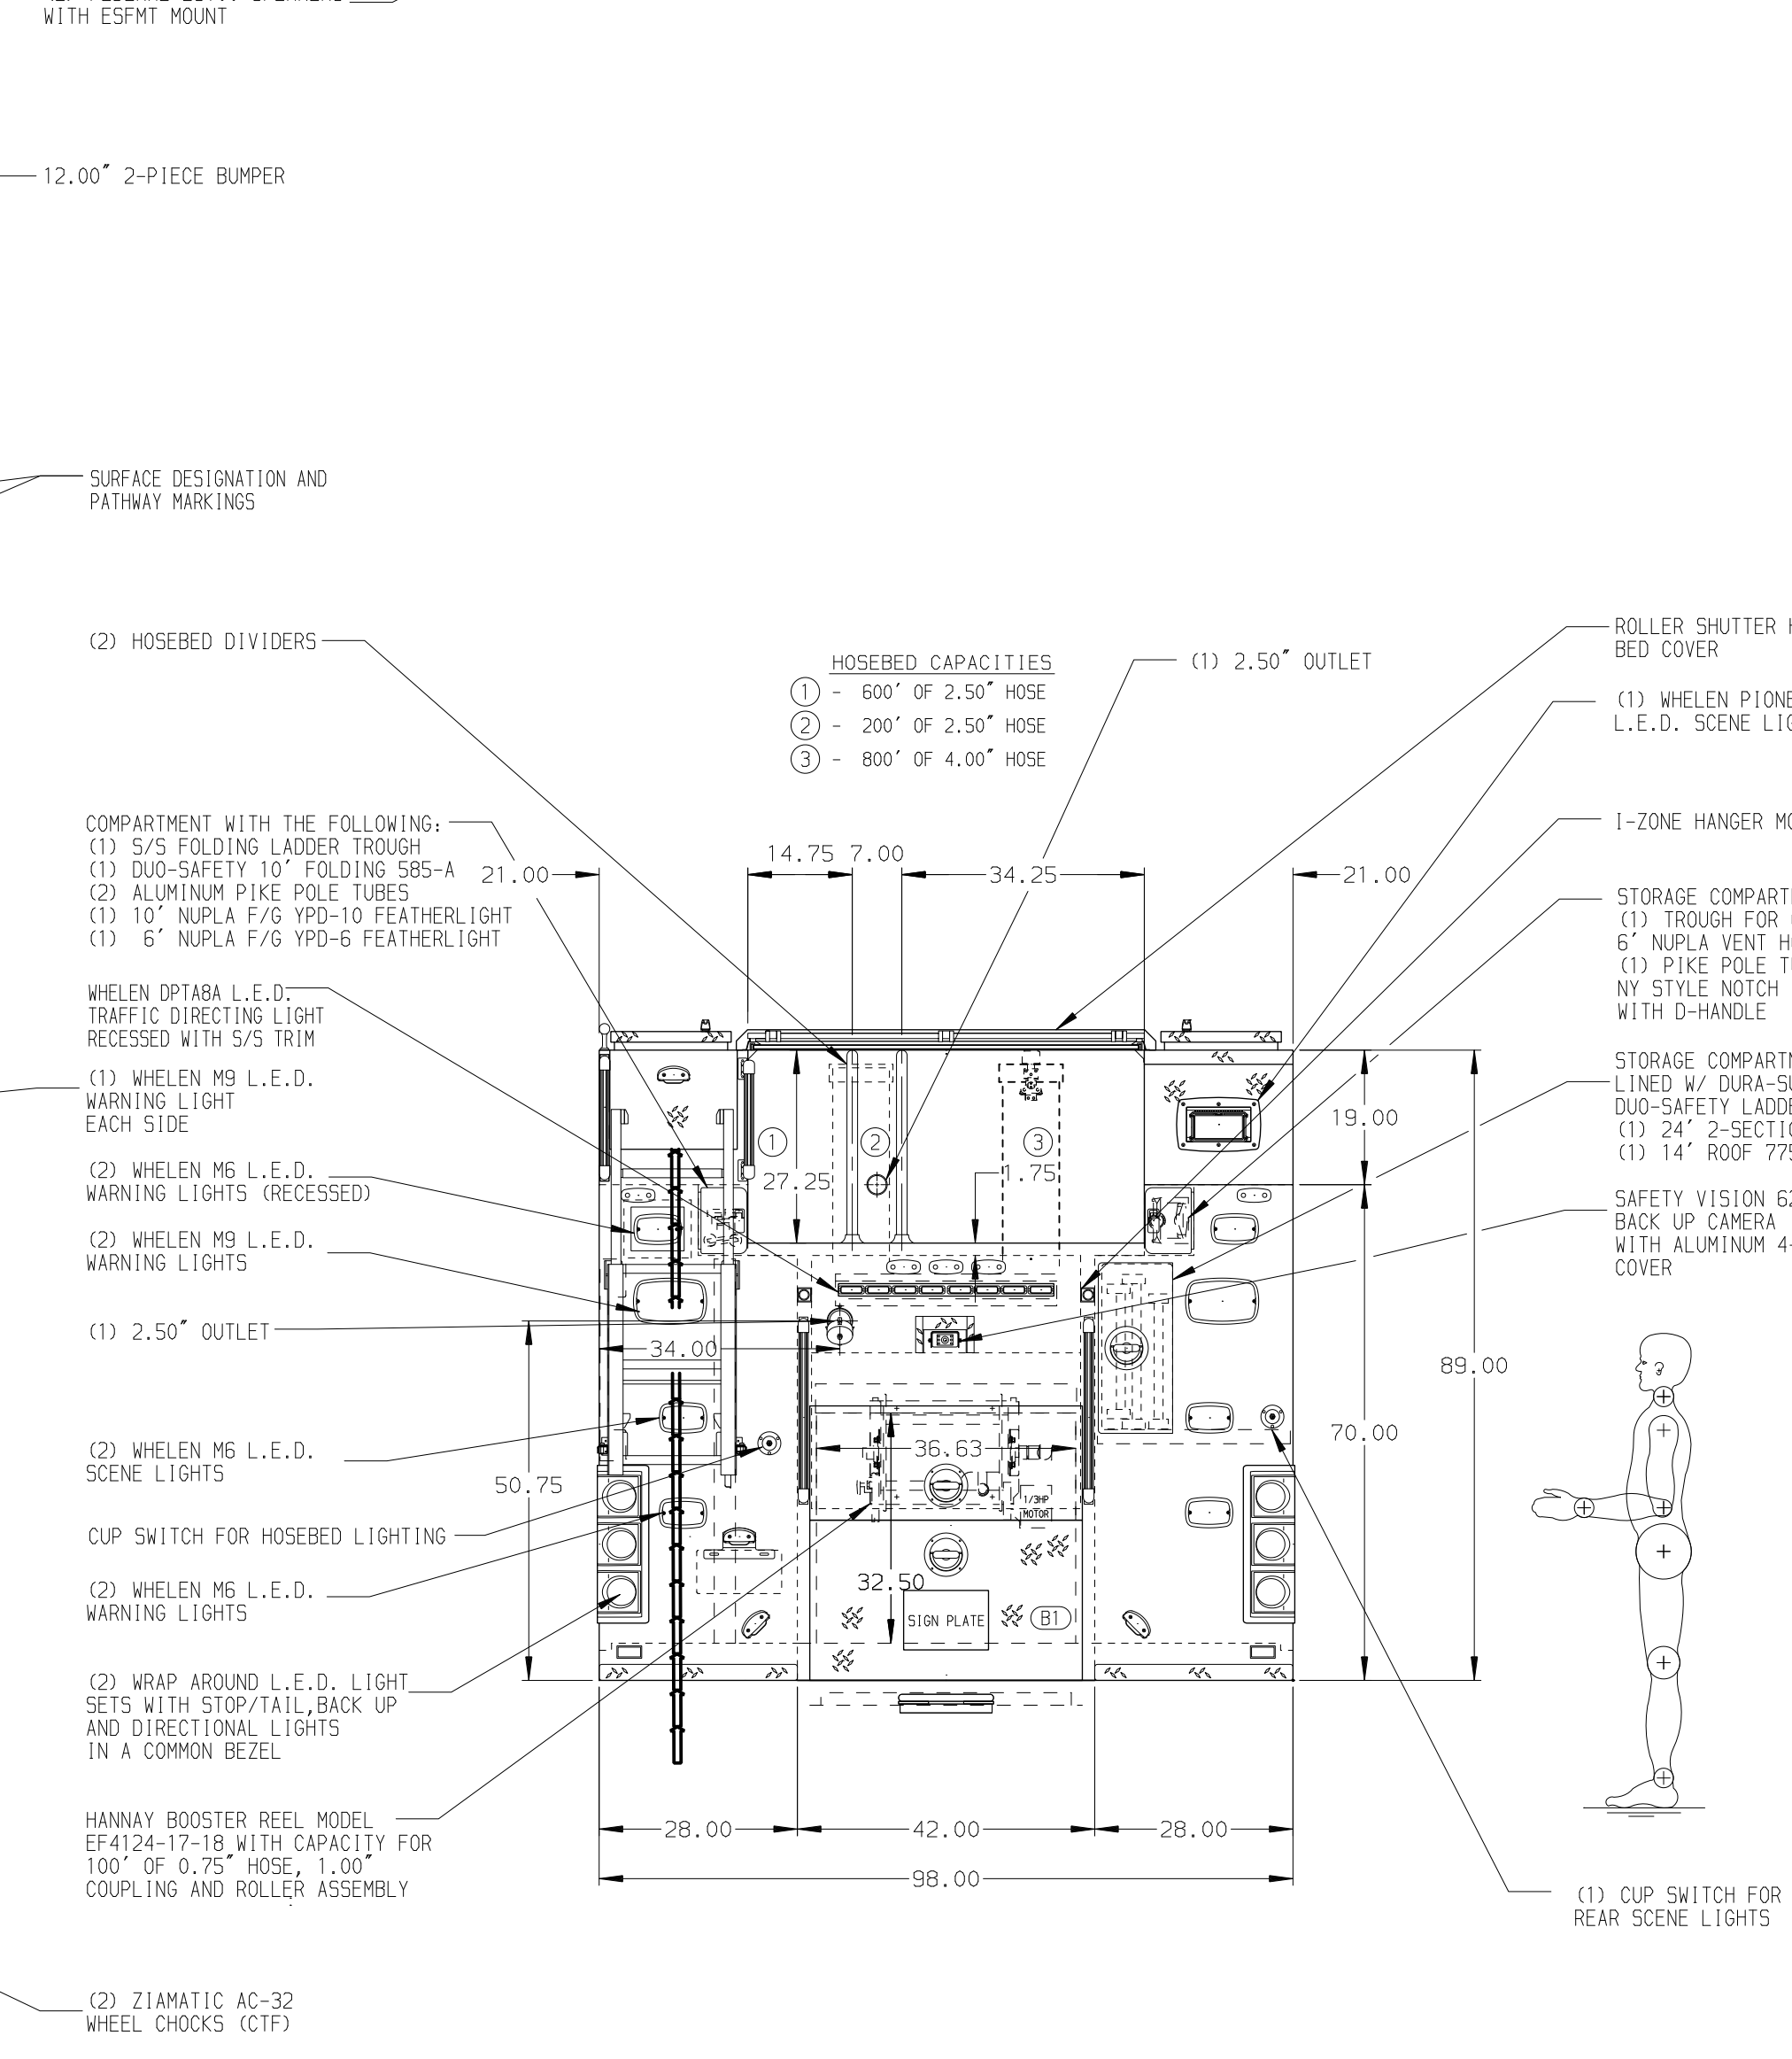 WITH ESFMT MOUNT
12.00" 2-PIECE BUMPER
SURFACE DESIGNATION AND
PATHWAY MARKINGS
(2) HOSEBED DIVIDERS
HOSEBED CAPACITIES
1 - 600' OF 2.50" HOSE
2 - 200' OF 2.50" HOSE
3 - 800' OF 4.00" HOSE
(1) 2.50" OUTLET
ROLLER SHUTTER
BED COVER
(1) WHELEN
L.E.D. SCENE
I-ZONE HANGER
COMPARTMENT WITH THE FOLLOWING:
(1) S/S FOLDING LADDER TROUGH
(1) DUO-SAFETY 10' FOLDING 585-A
(2) ALUMINUM PIKE POLE TUBES
(1) 10' NUPLA F/G YPD-10 FEATHERLIGHT
(1) 6' NUPLA F/G YPD-6 FEATHERLIGHT
WHELEN DPTA8A L.E.D.
TRAFFIC DIRECTING LIGHT
RECESSED WITH S/S TRIM
(1) WHELEN M9 L.E.D.
WARNING LIGHT
EACH SIDE
(2) WHELEN M6 L.E.D.
WARNING LIGHTS (RECESSED)
(2) WHELEN M9 L.E.D.
WARNING LIGHTS
(1) 2.50" OUTLET
(2) WHELEN M6 L.E.D.
SCENE LIGHTS
CUP SWITCH FOR HOSEBED LIGHTING
(2) WHELEN M6 L.E.D.
WARNING LIGHTS
(2) WRAP AROUND L.E.D. LIGHT
SETS WITH STOP/TAIL,BACK UP
AND DIRECTIONAL LIGHTS
IN A COMMON BEZEL
HANNAY BOOSTER REEL MODEL
EF4124-17-18 WITH CAPACITY FOR
100' OF 0.75" HOSE, 1.00"
COUPLING AND ROLLER ASSEMBLY
(2) ZIAMATIC AC-32
WHEEL CHOCKS (CTF)
21.00
14.75 7.00
34.25
21.00
1
2
3
27.25
1.75
19.00
34.00
89.00
70.00
36.63
50.75
1/3HP
MOTOR
32.50
SIGN PLATE
B1
28.00
42.00
28.00
98.00
STORAGE
(1) TROUGH FOR
6' NUPLA VENT
(1) PIKE POLE
NY STYLE NOTCH
WITH D-HANDLE
STORAGE
LINED W/
DUO-SAFETY
(1) 24'
(1) 14' ROOF
SAFETY VISION
BACK UP CAMERA
WITH ALUMINUM
COVER
(1) CUP SWITCH FOR
REAR SCENE LIGHTS